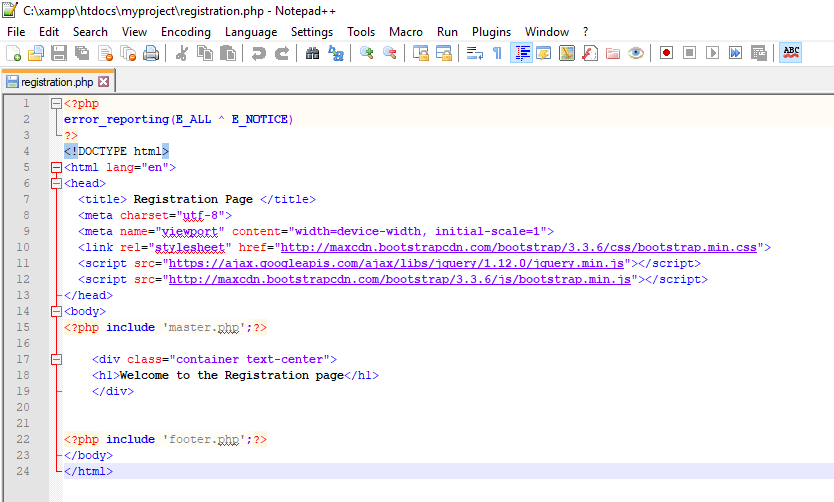 C:\xampp\htdocs\myproject\registration.php - Notepad++
File Edit Search View Encoding Language Settings Tools Macro Run Plugins Window ?
ABC
registration.php
1 <?php
2 error_reporting(E_ALL ^ E_NOTICE)
3 ?>
4 <!DOCTYPE html>
5 <html lang="en">
6 <head>
7 <title> Registration Page </title>
8 <meta charset="utf-8">
9 <meta name="viewport" content="width=device-width, initial-scale=1">
10 <link rel="stylesheet" href="http://maxcdn.bootstrapcdn.com/bootstrap/3.3.6/css/bootstrap.min.css">
11 <script src="https://ajax.googleapis.com/ajax/libs/jquery/1.12.0/jquery.min.js"></script>
12 <script src="http://maxcdn.bootstrapcdn.com/bootstrap/3.3.6/js/bootstrap.min.js"></script>
13 </head>
14 <body>
15 <?php include 'master.php';?>
16
17 <div class="container text-center">
18 <h1>Welcome to the Registration page</h1>
19 </div>
20
21
22 <?php include 'footer.php';?>
23 </body>
24 </html>